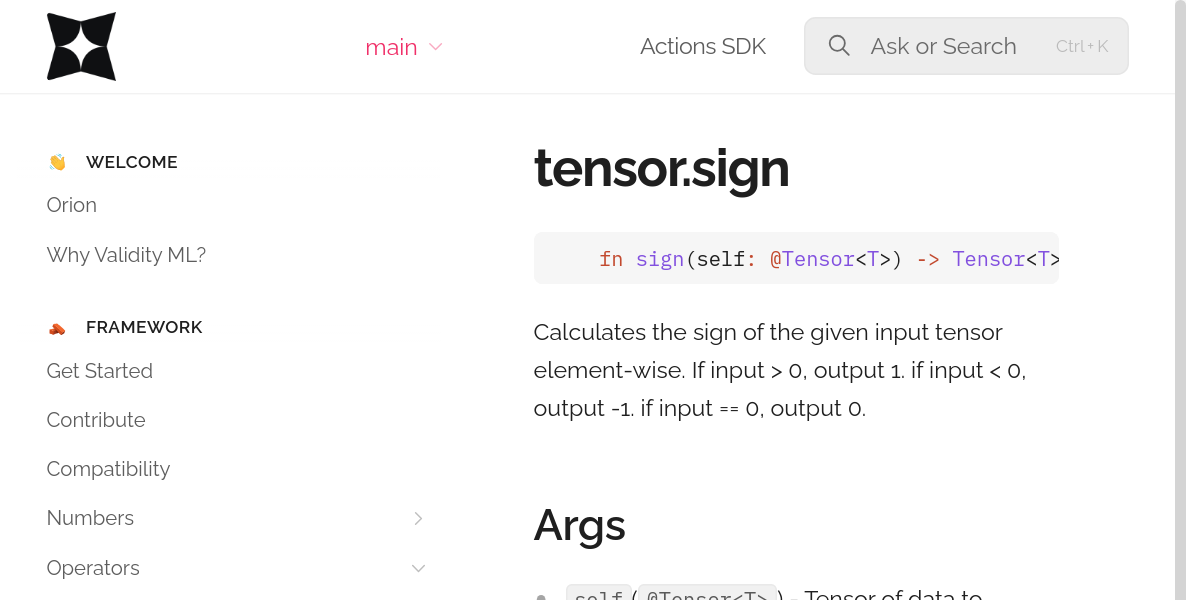 main
Actions SDK
Ask or Search
Ctrl + K
WELCOME
Orion
Why Validity ML?
FRAMEWORK
Get Started
Contribute
Compatibility
Numbers
Operators
tensor.sign
fn sign(self: @Tensor<T>) -> Tensor<T>
Calculates the sign of the given input tensor
element-wise. If input > 0, output 1. if input < 0,
output -1. if input == 0, output 0.
Args
self(@Tensor<T>) - Tensor of data to